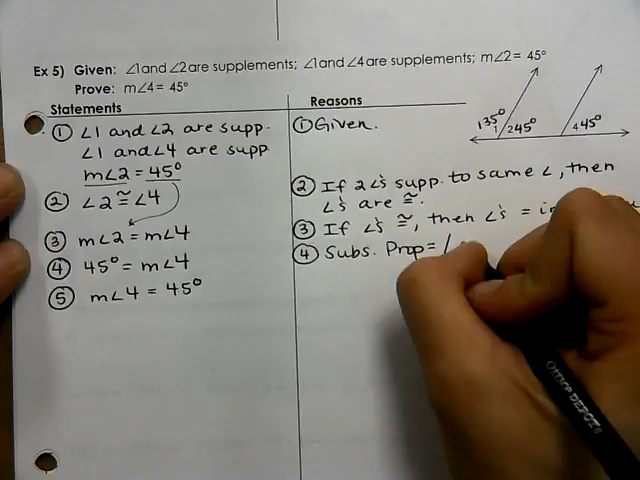 Ex 5) Given: ∠1 and ∠2 are supplements; ∠1 and ∠4 are supplements; m∠2 = 45°
Prove: m∠4 = 45°
Statements
Reasons
① ∠1 and ∠2 are supp.
∠1 and ∠4 are supp
m∠2 = 45°
② ∠2 ≅ ∠4
③ m∠2 = m∠4
④ 45° = m∠4
⑤ m∠4 = 45°
① Given.
② If 2 ∠'s supp. to same ∠, then
∠'s are ≅.
③ If ∠'s ≅, then ∠'s = in
④ Subs. Prop = /
135° 1 2 45° 4 45°
Office DEPOT